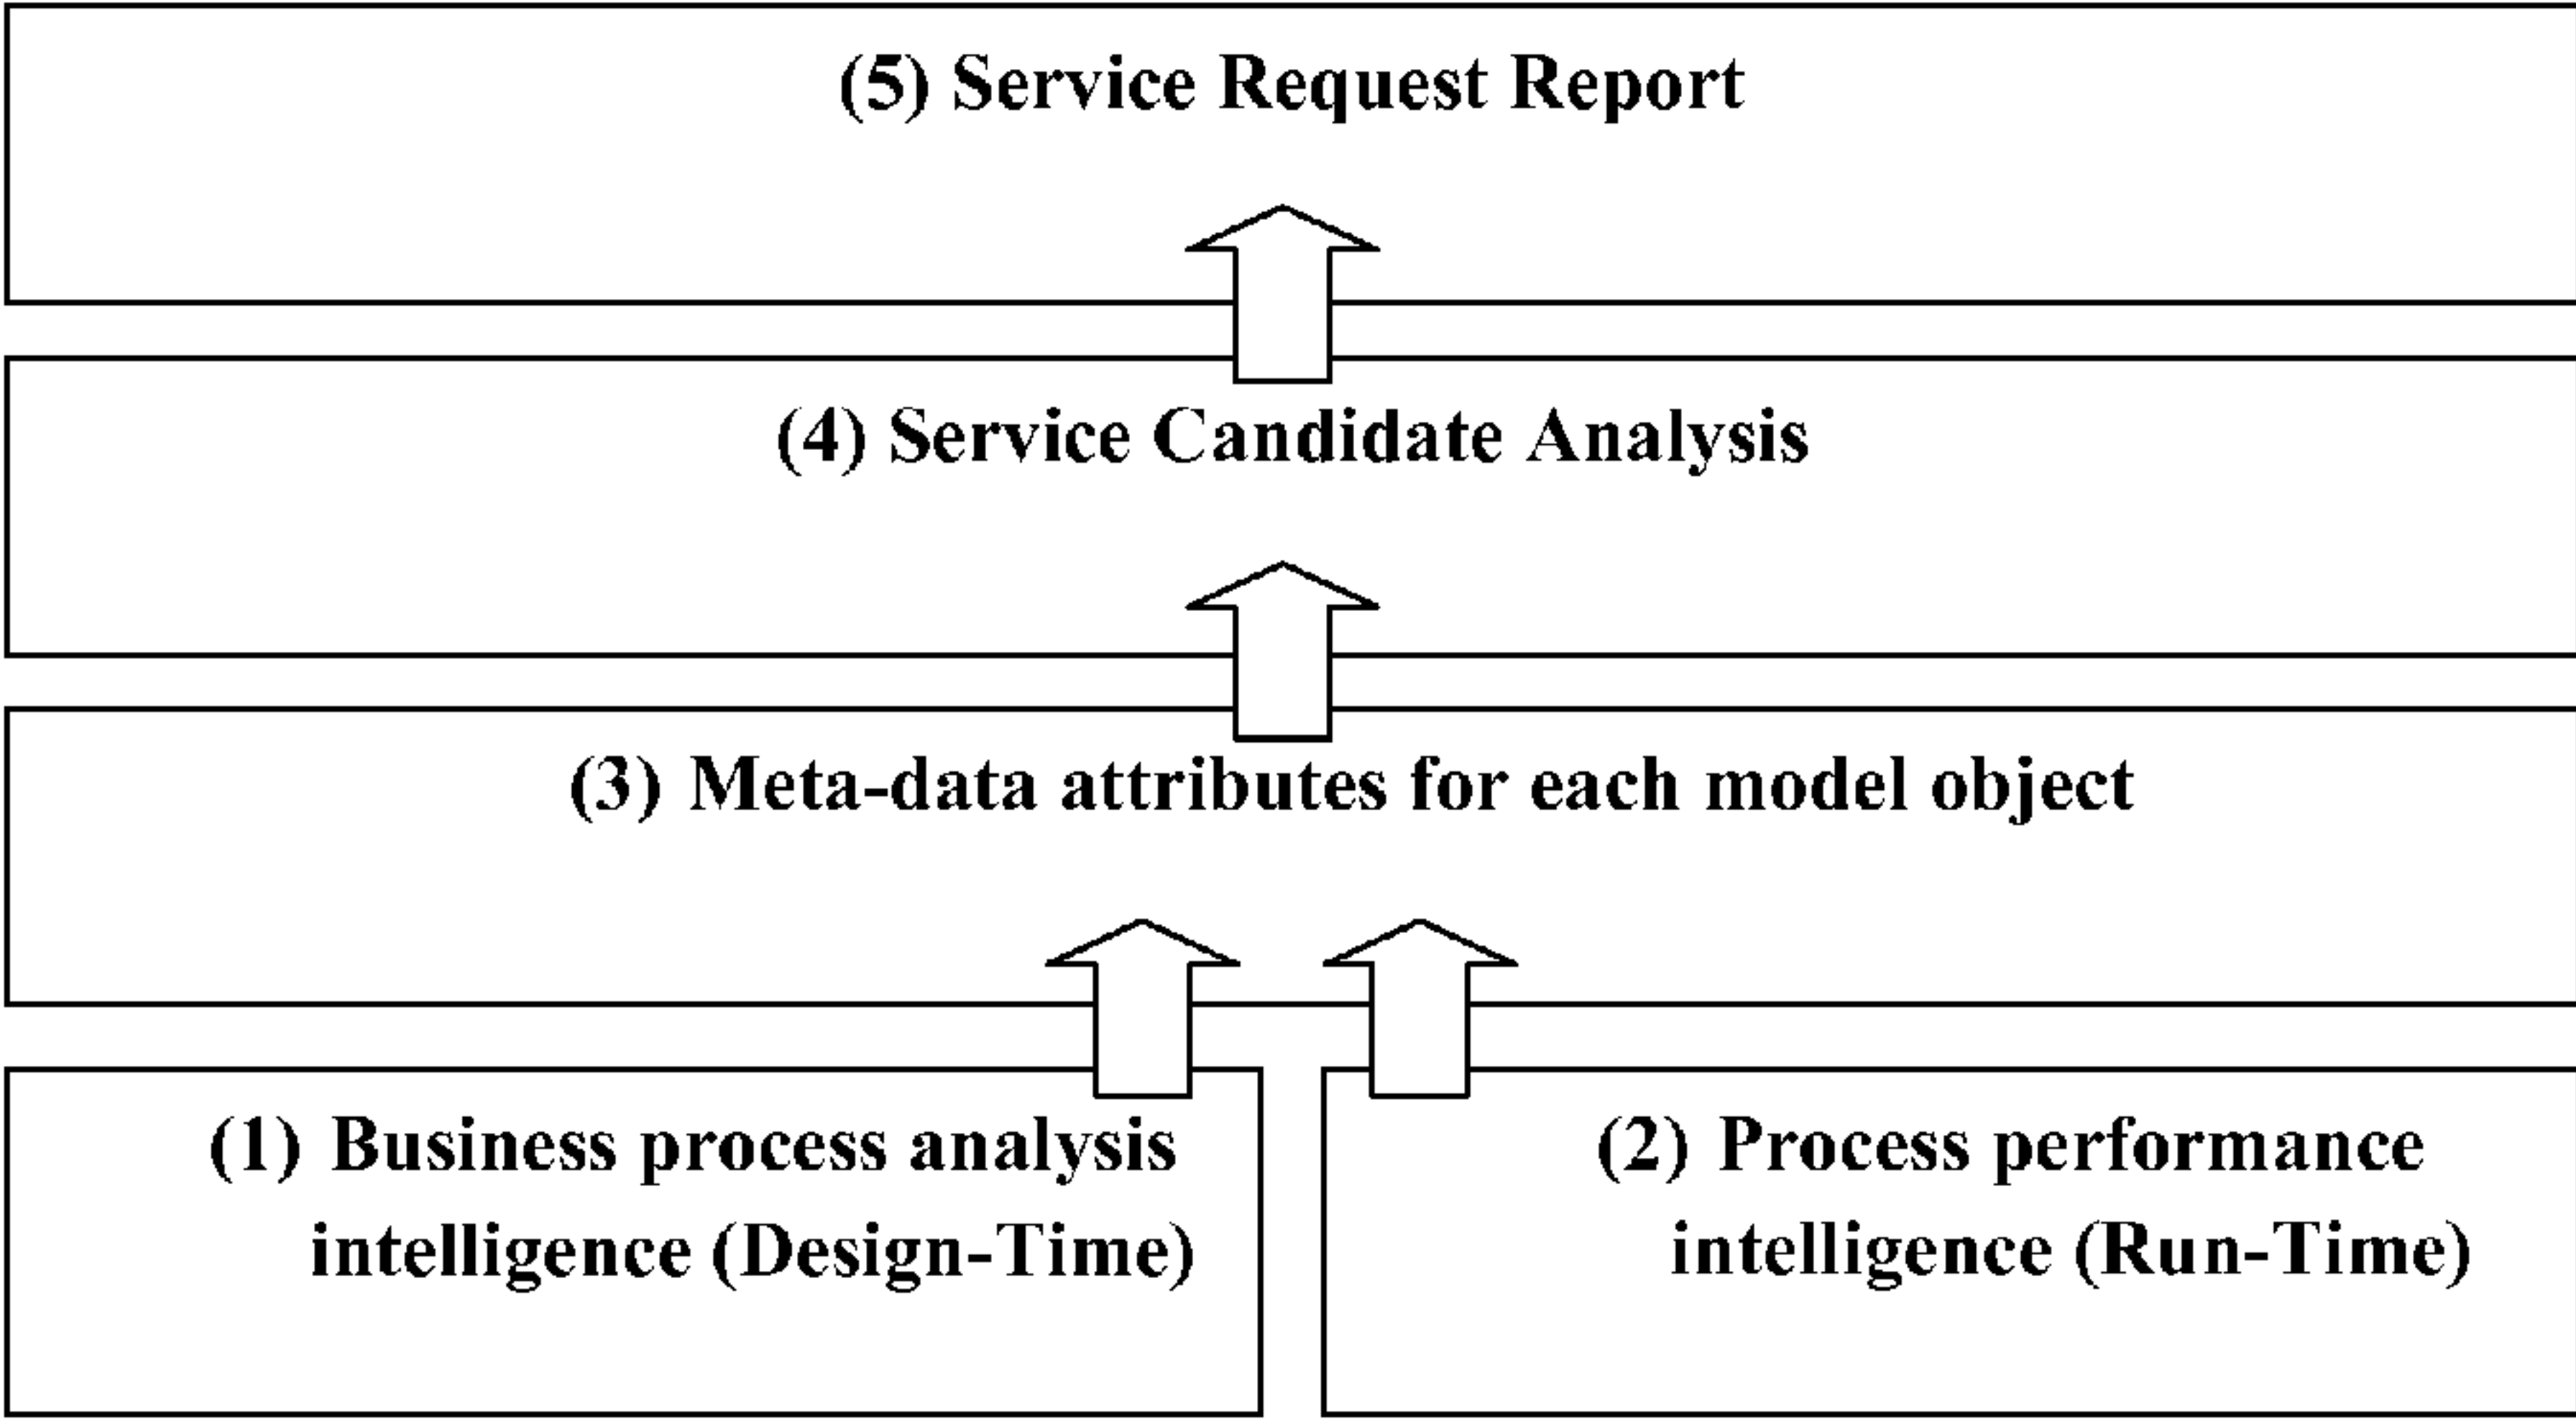 (5) Service Request Report
(4) Service Candidate Analysis
(3) Meta-data attributes for each model object
(1) Business process analysis
intelligence (Design-Time)
(2) Process performance
intelligence (Run-Time)